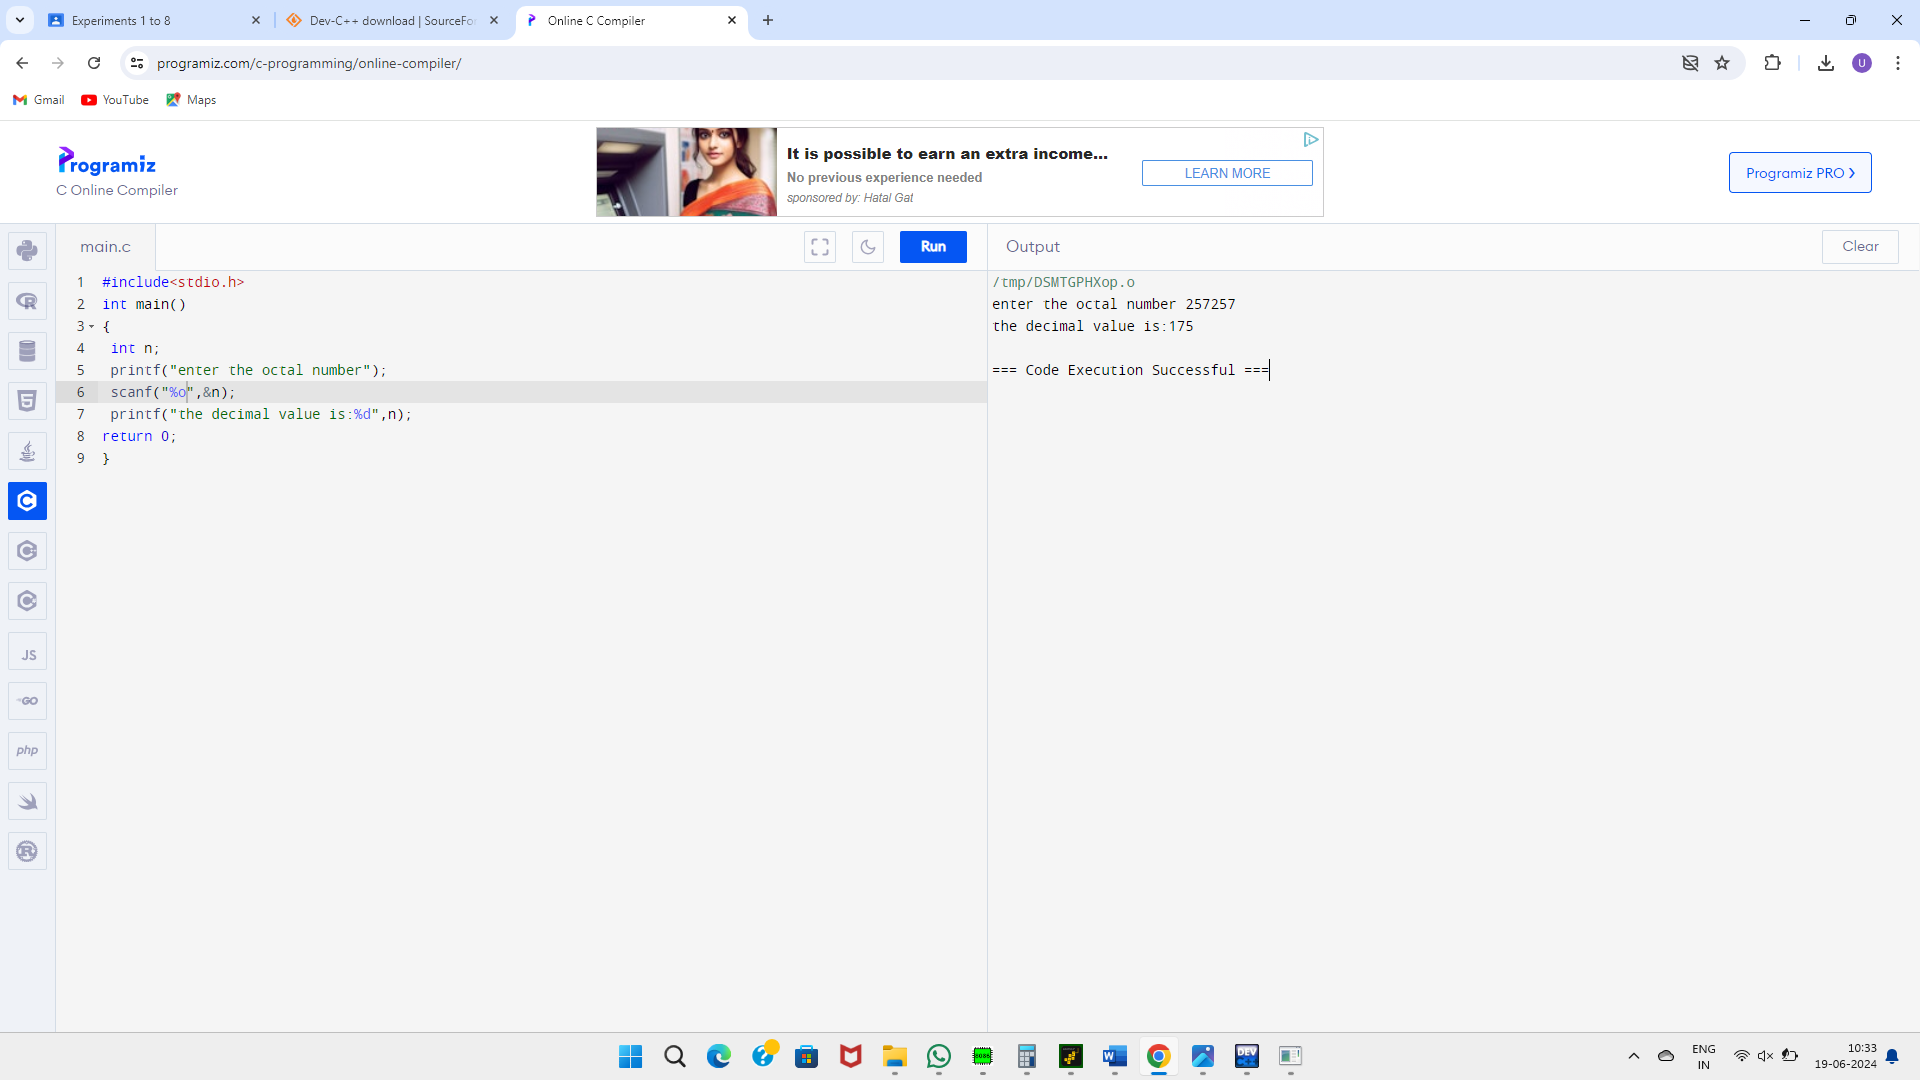 Experiments 1 to 8
Dev-C++ download | SourceFo
Online C Compiler
programiz.com/c-programming/online-compiler/
U
Gmail
YouTube
Maps
Programiz
C Online Compiler
It is possible to earn an extra income...
No previous experience needed
sponsored by: Hatal Gat
LEARN MORE
Programiz PRO ❯
main.c
Run
Output
Clear
1 #include<stdio.h>
2 int main()
3 {
4 int n;
5 printf("enter the octal number");
6 scanf("%o",&n);
7 printf("the decimal value is:%d",n);
8 return 0;
9 }
/tmp/DSMTGPHXop.o
enter the octal number 257257
the decimal value is:175
=== Code Execution Successful ===
R
5
C
C
C
JS
GO
php
R
DEV
C++
W
ENG
IN
10:33
19-06-2024